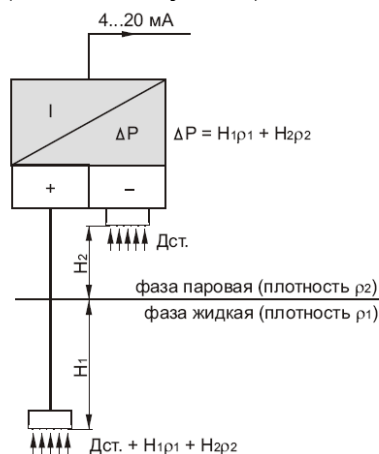 4...20 мА
I
ΔP
ΔP = H₁ρ₁ + H₂ρ₂
+
–
Дст.
H₂
фаза паровая (плотность ρ₂)
фаза жидкая (плотность ρ₁)
H₁
Дст. + H₁ρ₁ + H₂ρ₂